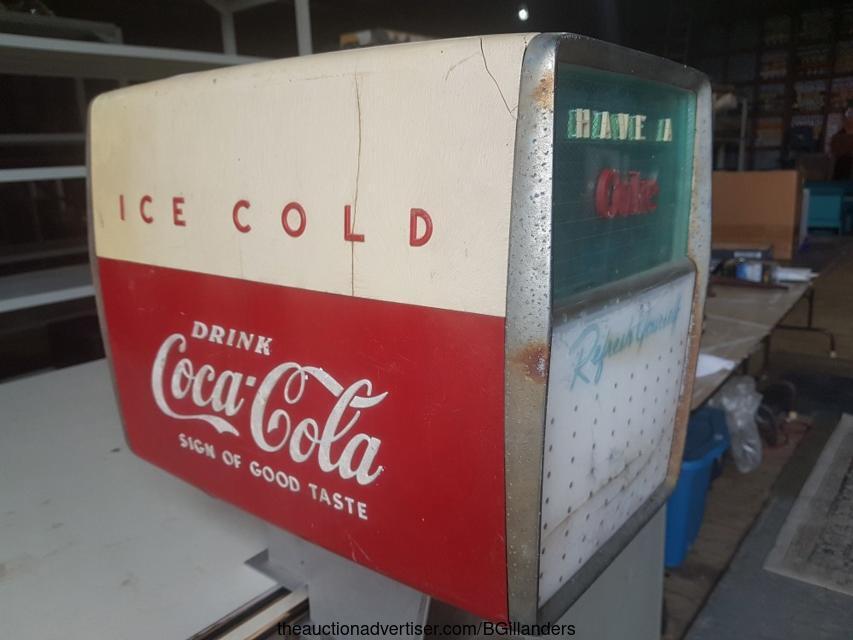 ICE COLD
DRINK
Coca-Cola
SIGN OF GOOD TASTE
HAVE A
Coke
Refresh Yourself
theauctionadvertiser.com/BGillanders